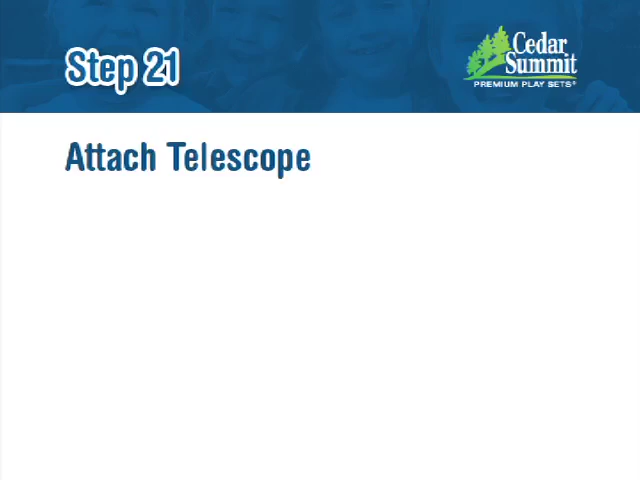 Step 21
Cedar
Summit
PREMIUM PLAY SETS®
Attach Telescope